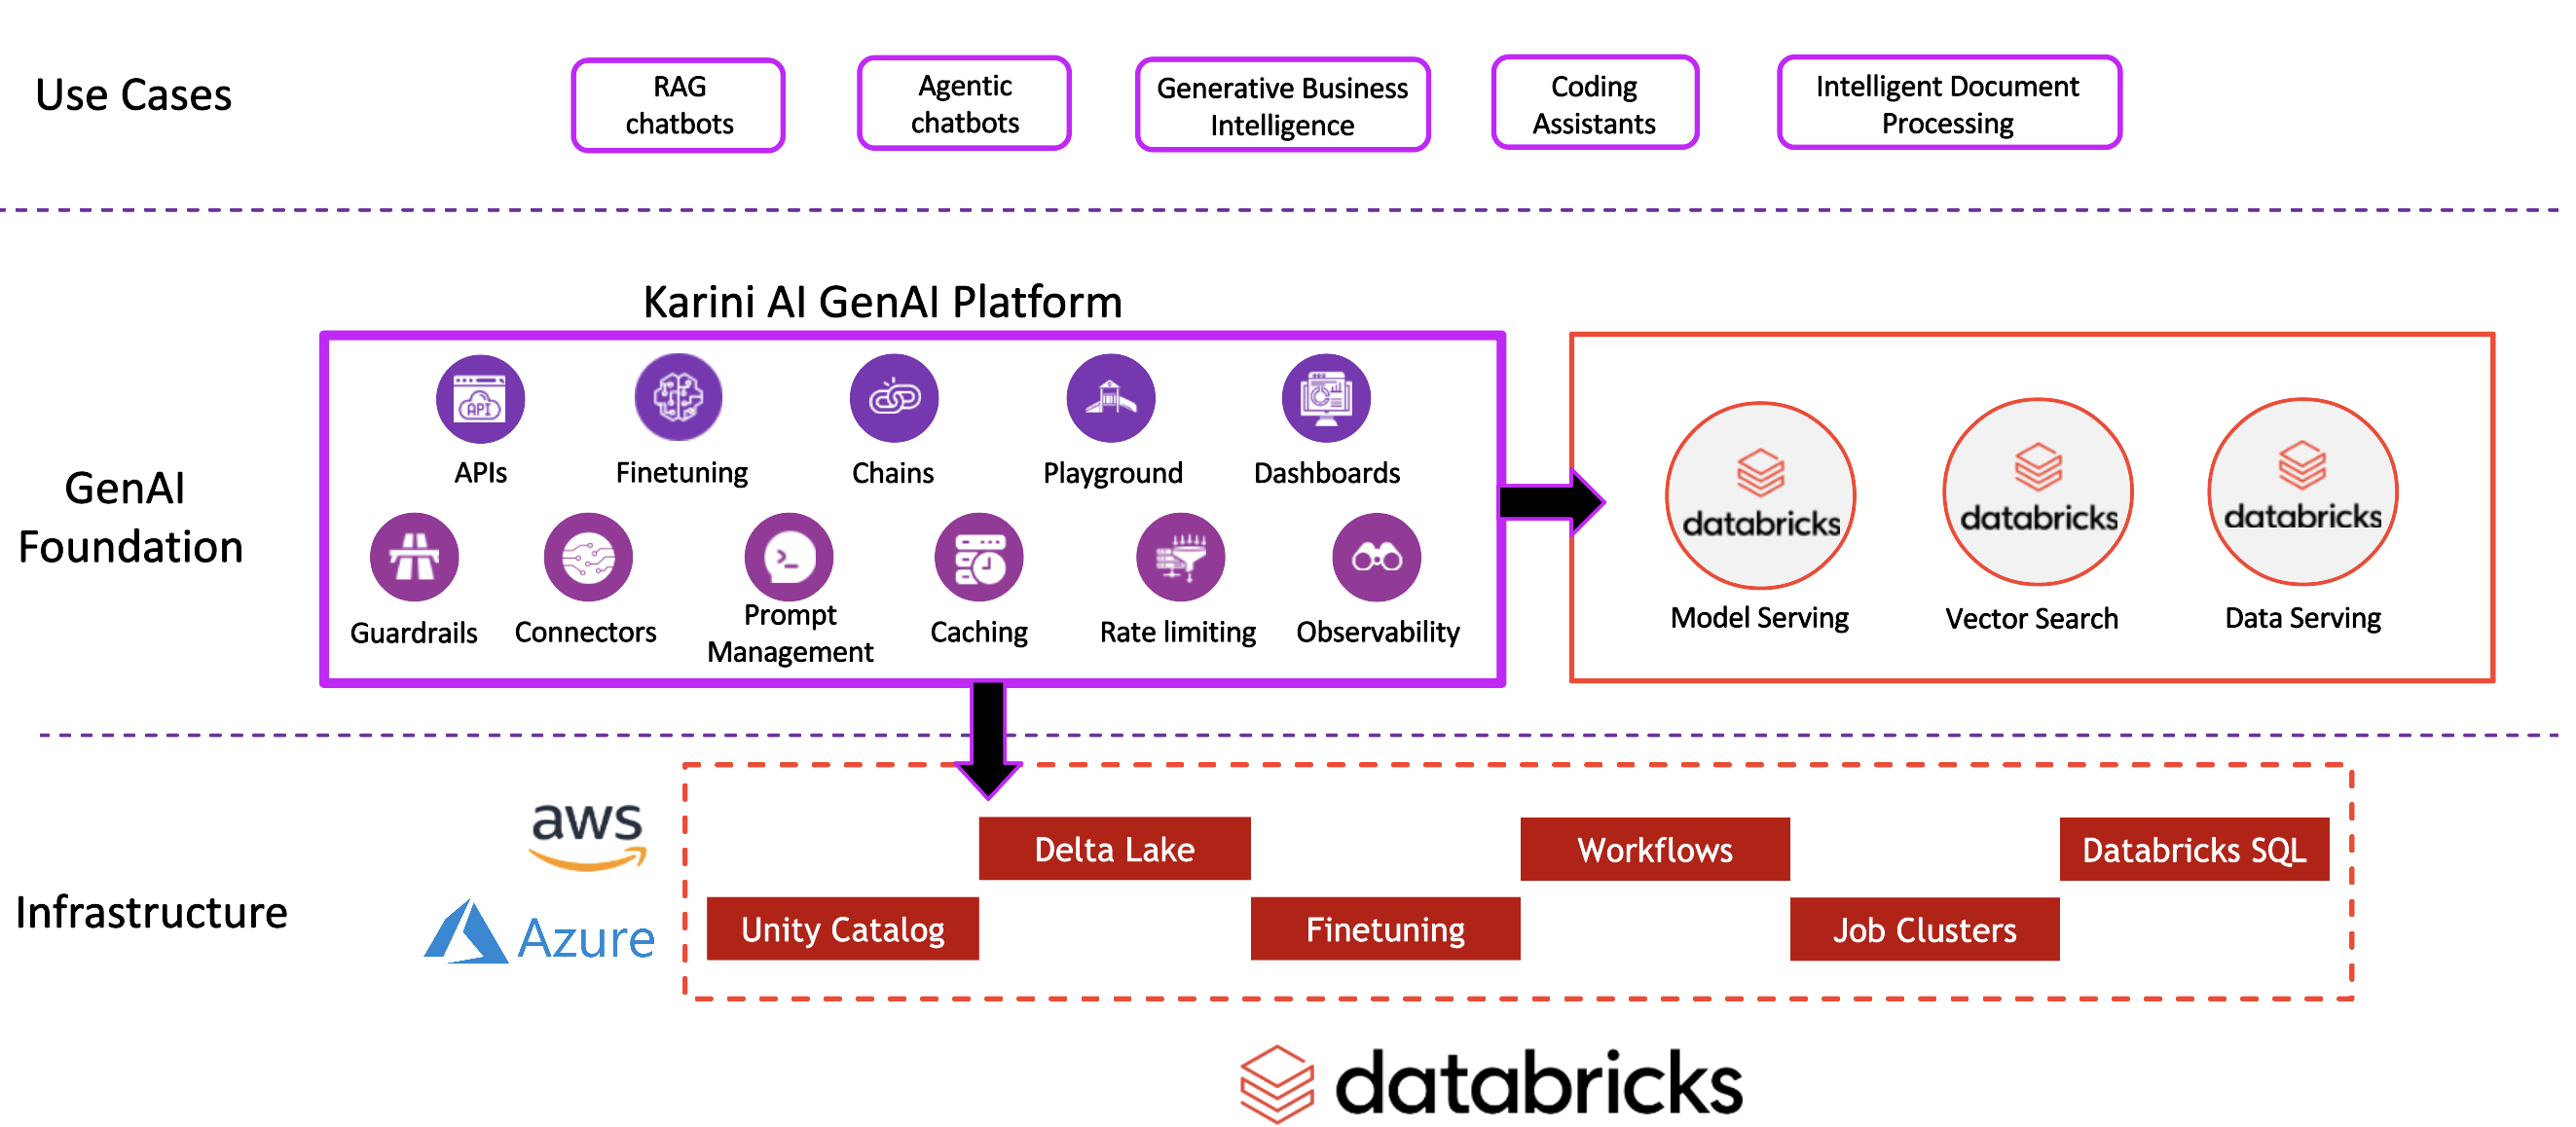 Use Cases
RAG
chatbots
Agentic
chatbots
Generative Business
Intelligence
Coding
Assistants
Intelligent Document
Processing
Karini AI GenAI Platform
GenAI
Foundation
API
APIs
Finetuning
Chains
Playground
Dashboards
Guardrails
Connectors
Prompt
Management
Caching
Rate limiting
Observability
databricks
Model Serving
databricks
Vector Search
databricks
Data Serving
Infrastructure
aws
Azure
Unity Catalog
Delta Lake
Finetuning
Workflows
Job Clusters
Databricks SQL
databricks